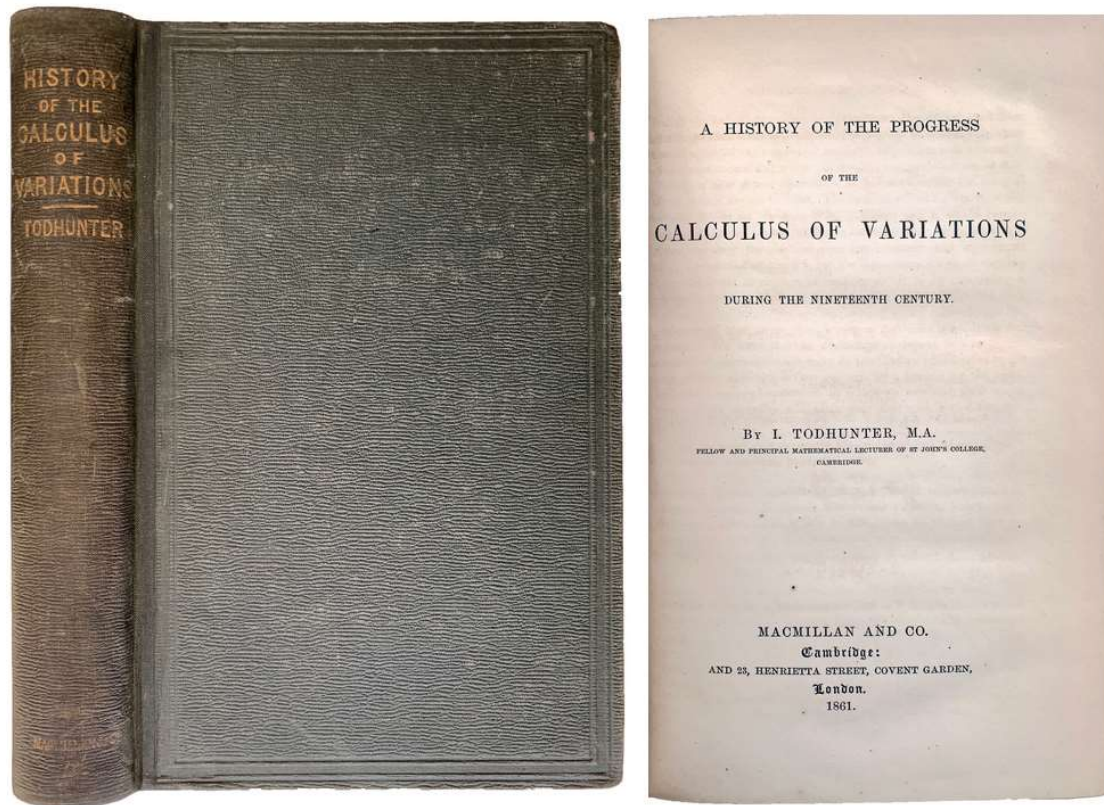 HISTORY
OF THE
CALCULUS
OF
VARIATIONS
TODHUNTER
A HISTORY OF THE PROGRESS
OF THE
CALCULUS OF VARIATIONS
DURING THE NINETEENTH CENTURY.
BY I. TODHUNTER, M.A.
FELLOW AND PRINCIPAL MATHEMATICAL LECTURER OF ST JOHN'S COLLEGE,
CAMBRIDGE.
MACMILLAN AND CO.
Cambridge:
AND 23, HENRIETTA STREET, COVENT GARDEN,
London.
1861.